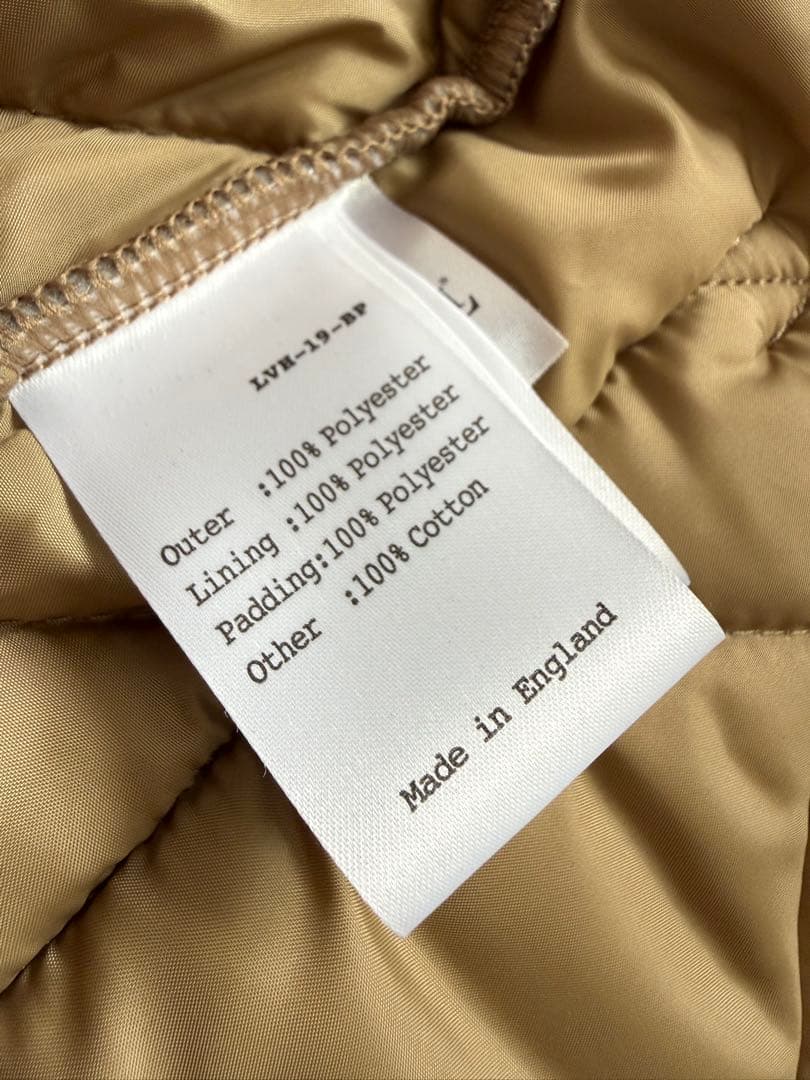 LVH-19-BP
L
Outer :100% Polyester
Lining :100% Polyester
Padding:100% Polyester
Other :100% Cotton
Made in England